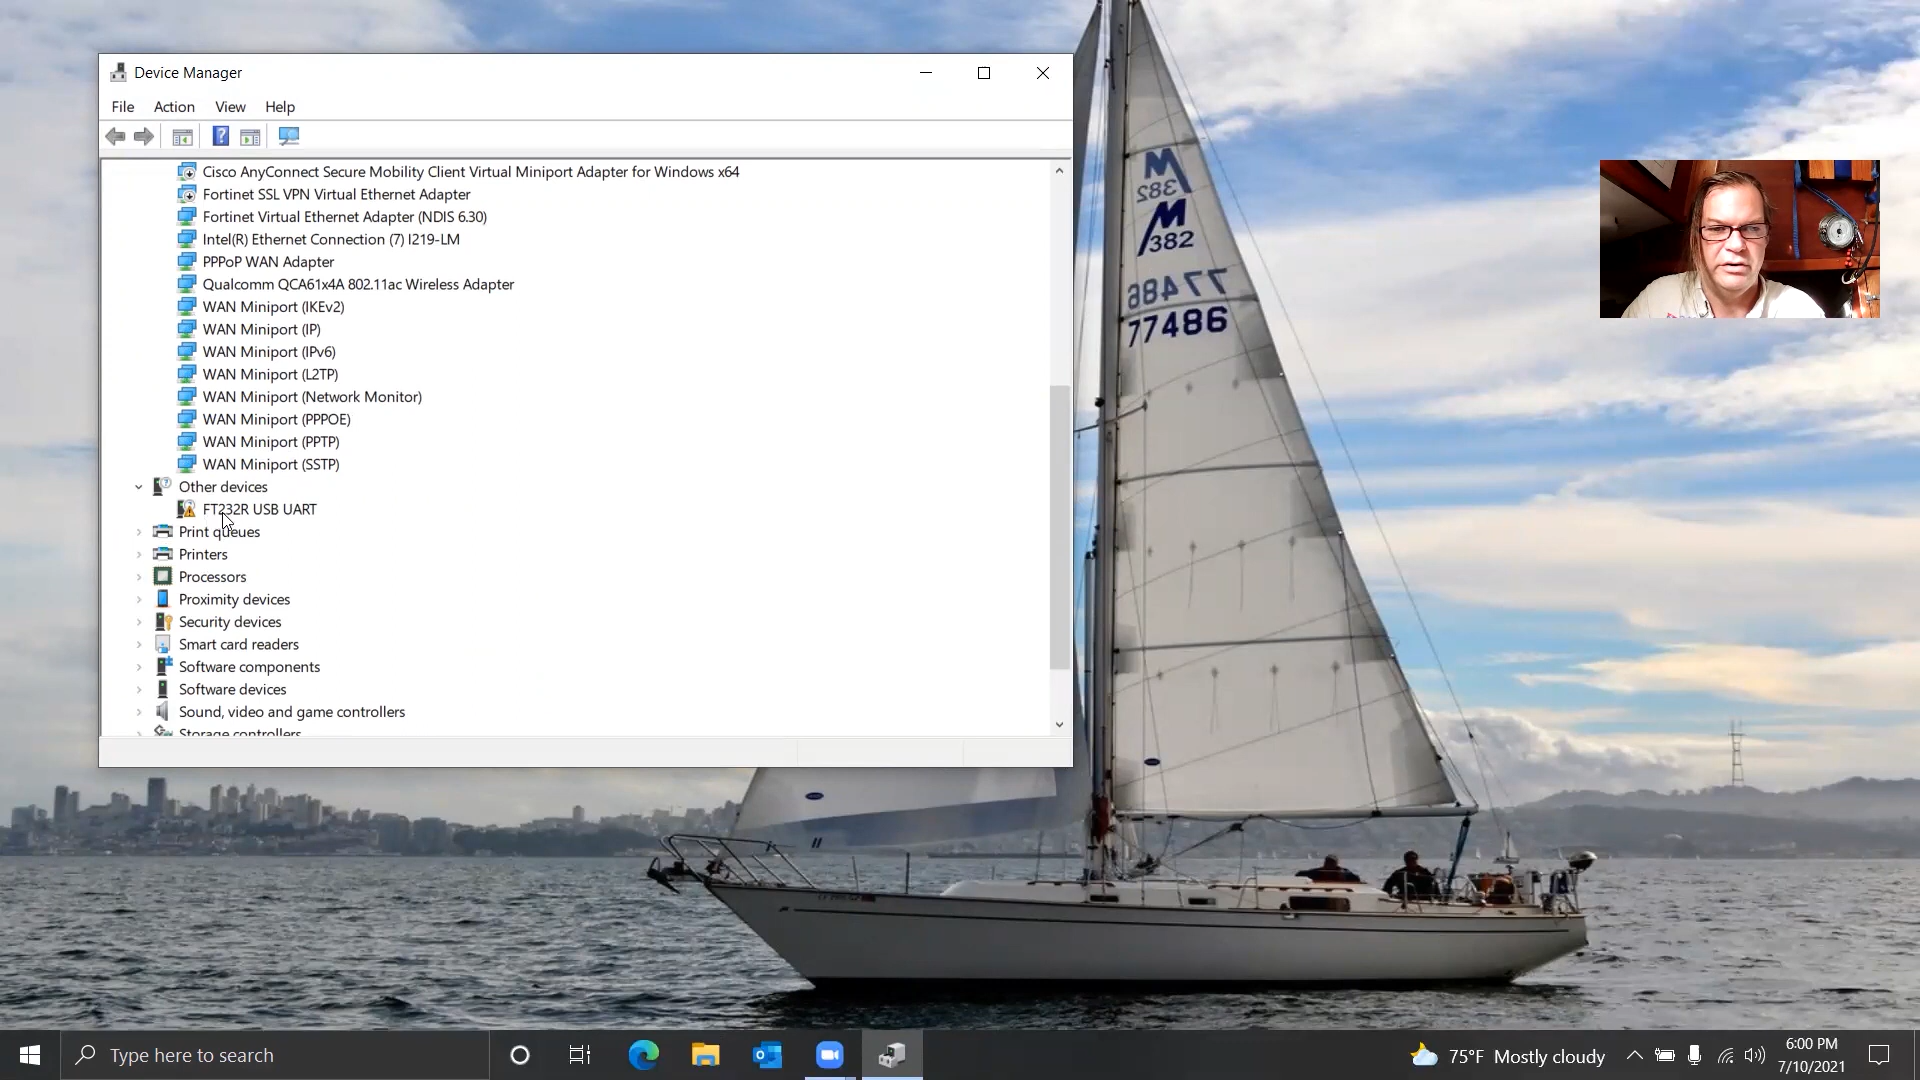 Device Manager
File Action View Help
Cisco AnyConnect Secure Mobility Client Virtual Miniport Adapter for Windows x64
Fortinet SSL VPN Virtual Ethernet Adapter
Fortinet Virtual Ethernet Adapter (NDIS 6.30)
Intel(R) Ethernet Connection (7) I219-LM
PPPoP WAN Adapter
Qualcomm QCA61x4A 802.11ac Wireless Adapter
WAN Miniport (IKEv2)
WAN Miniport (IP)
WAN Miniport (IPv6)
WAN Miniport (L2TP)
WAN Miniport (Network Monitor)
WAN Miniport (PPPOE)
WAN Miniport (PPTP)
WAN Miniport (SSTP)
Other devices
FT232R USB UART
Print queues
Printers
Processors
Proximity devices
Security devices
Smart card readers
Software components
Software devices
Sound, video and game controllers
Storage controllers
M
382
M
382
77486
77486
Type here to search
75°F Mostly cloudy
6:00 PM
7/10/2021